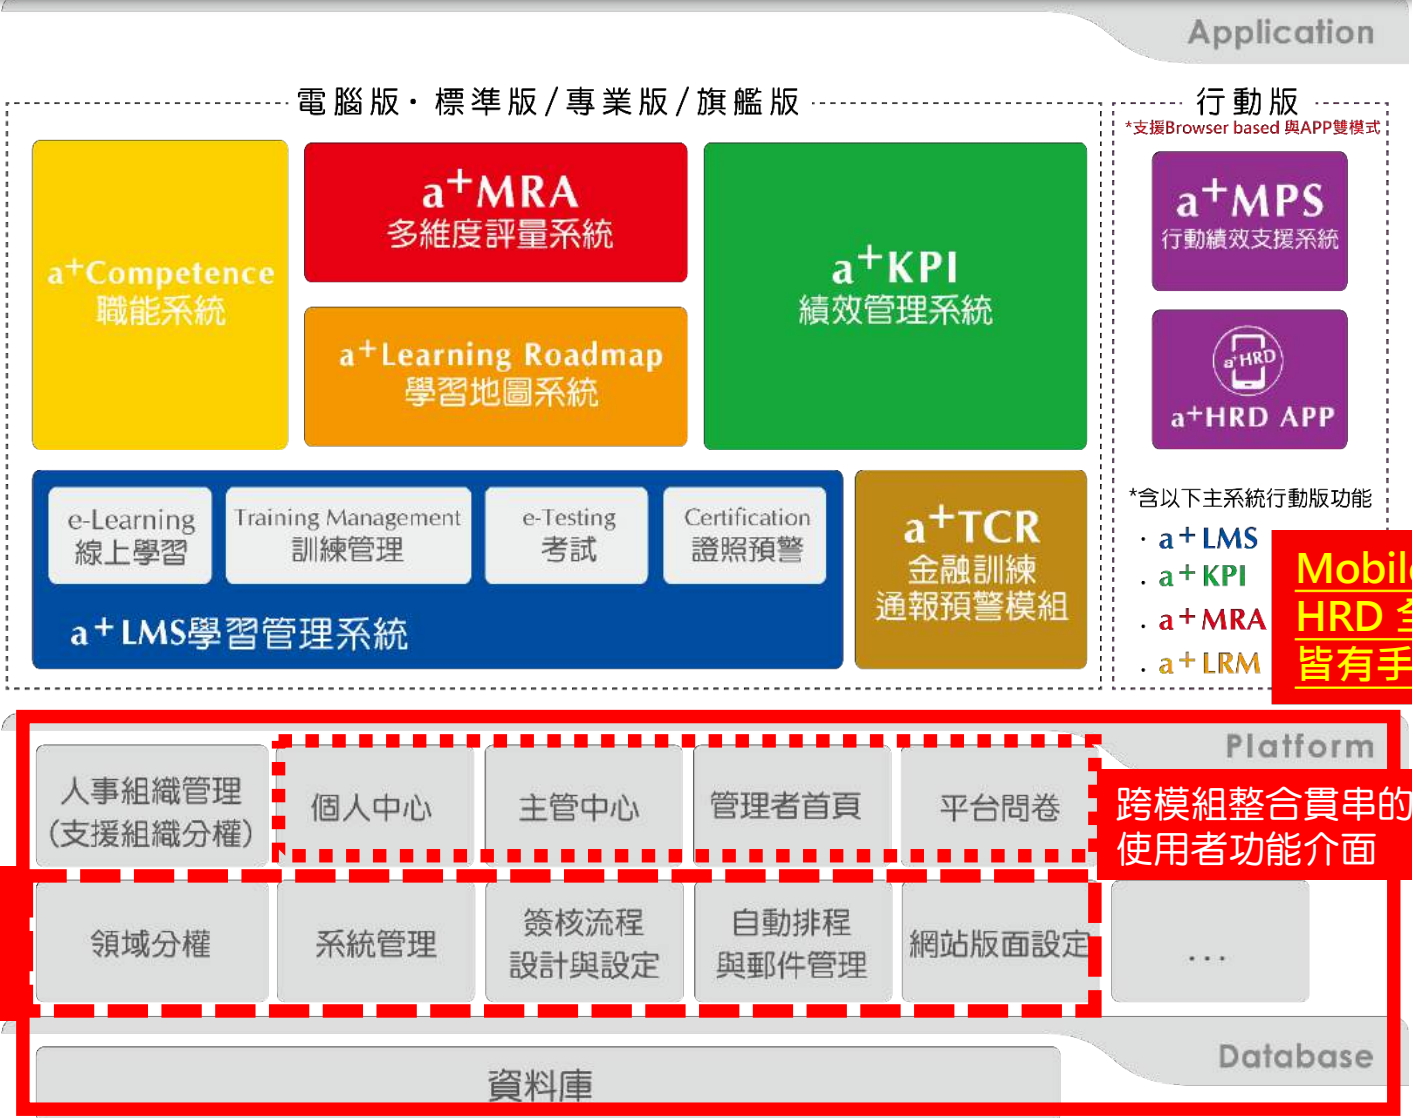 Application
電腦版·標準版/專業版/旗艦版
行動版
*支援Browser based 與APP雙模式
a+Competence
職能系統
a+MRA
多維度評量系統
a+Learning Roadmap
學習地圖系統
a+KPI
績效管理系統
a+MPS
行動績效支援系統
a+HRD
a+HRD APP
e-Learning
線上學習
Training Management
訓練管理
e-Testing
考試
Certification
證照預警
a+LMS學習管理系統
a+TCR
金融訓練
通報預警模組
*含以下主系統行動版功能
· a+LMS
· a+KPI
· a+MRA
· a+LRM
Mobile
HRD 全
皆有手
Platform
人事組織管理
(支援組織分權)
個人中心
主管中心
管理者首頁
平台問卷
跨模組整合貫串的
使用者功能介面
領域分權
系統管理
簽核流程
設計與設定
自動排程
與郵件管理
網站版面設定
...
Database
資料庫